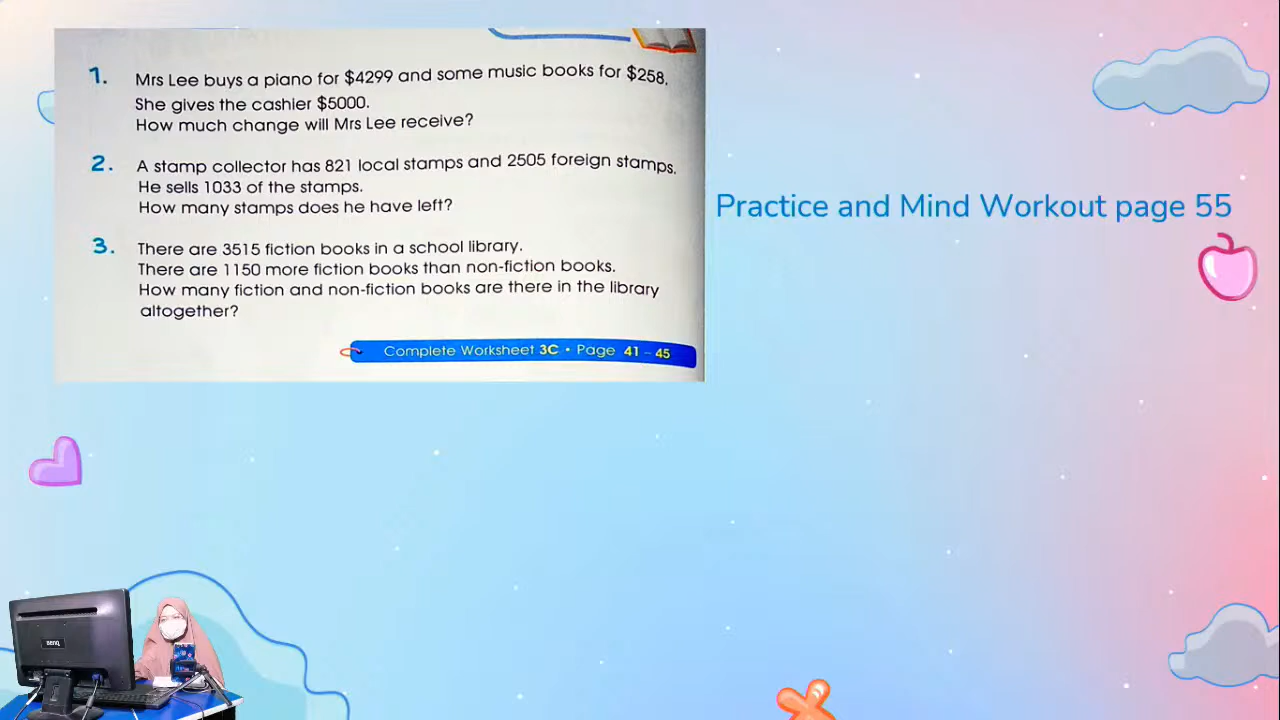 1. Mrs Lee buys a piano for $4299 and some music books for $258.
She gives the cashier $5000.
How much change will Mrs Lee receive?
2. A stamp collector has 821 local stamps and 2505 foreign stamps.
He sells 1033 of the stamps.
How many stamps does he have left?
3. There are 3515 fiction books in a school library.
There are 1150 more fiction books than non-fiction books.
How many fiction and non-fiction books are there in the library
altogether?
Complete Worksheet 3C • Page 41 - 45
Practice and Mind Workout page 55
BenQ